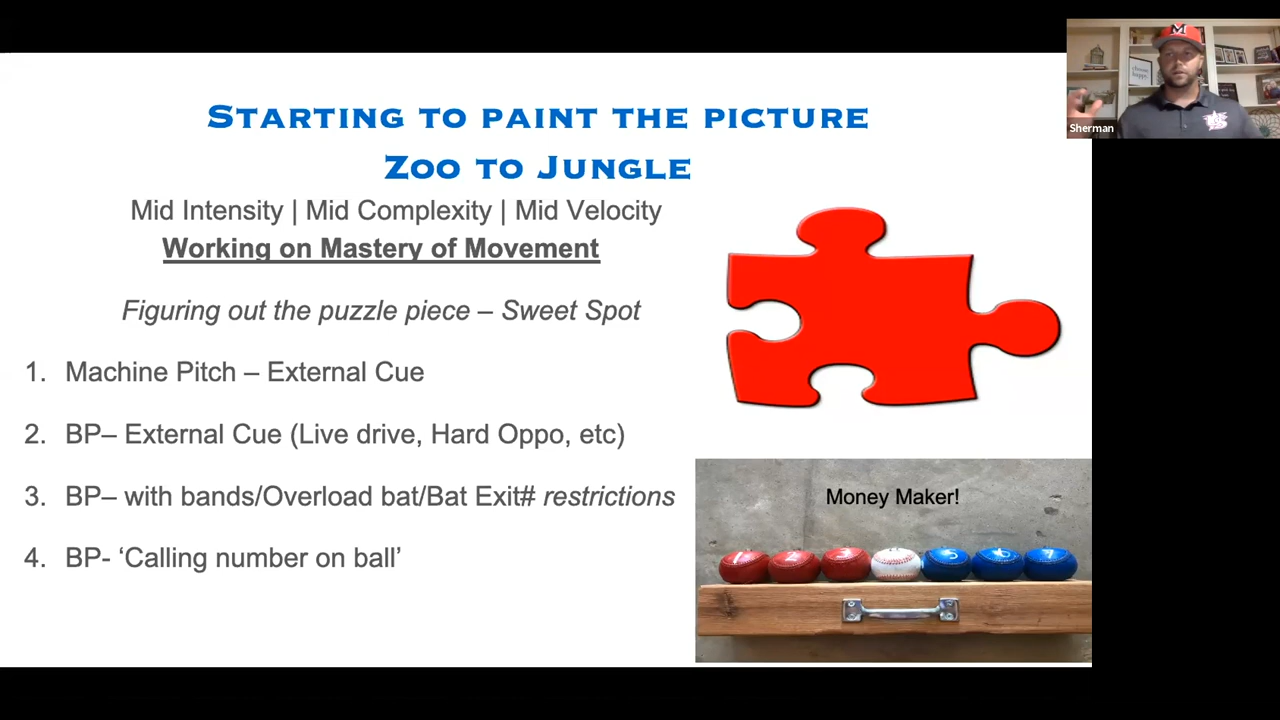 STARTING TO PAINT THE PICTURE
ZOO TO JUNGLE
Mid Intensity | Mid Complexity | Mid Velocity
Working on Mastery of Movement
Figuring out the puzzle piece – Sweet Spot
1. Machine Pitch – External Cue
2. BP– External Cue (Live drive, Hard Oppo, etc)
3. BP– with bands/Overload bat/Bat Exit# restrictions
4. BP- ‘Calling number on ball’
Money Maker!
1 2 3 5 6 7
M
Sherman